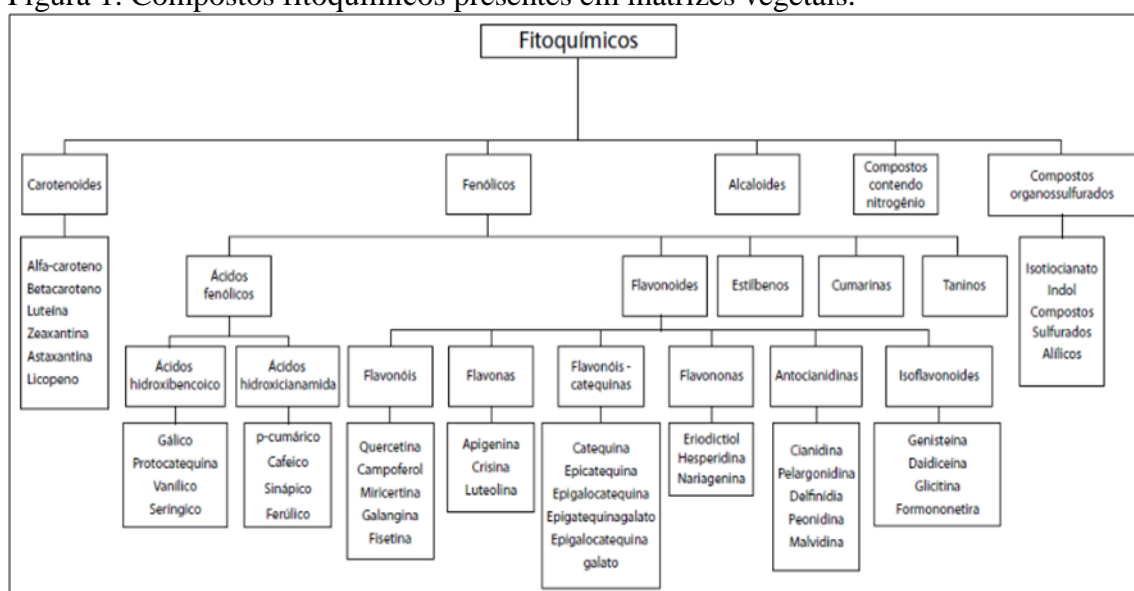 Figura 1. Compostos fitoquímicos presentes em matrizes vegetais.
Fitoquímicos
Carotenoides
Fenólicos
Alcaloides
Compostos
contendo
nitrogênio
Compostos
organossulfurados
Alfa-caroteno
Betacaroteno
Luteína
Zeaxantina
Astaxantina
Licopeno
Ácidos
fenólicos
Flavonoides
Estilbenos
Cumarinas
Taninos
Isotiocianato
Indol
Compostos
Sulfurados
Alílicos
Ácidos
hidroxibencoico
Ácidos
hidroxicianamida
Flavonóis
Flavonas
Flavonóis -
catequinas
Flavononas
Antocianidinas
Isoflavonoides
Gálico
Protocatequina
Vanílico
Seríngico
p-cumárico
Cafeico
Sinápico
Ferúlico
Quercetina
Campoferol
Miricertina
Galangina
Fisetina
Apigenina
Crisina
Luteolina
Catequina
Epicatequina
Epigalocatequina
Epigatequinagalato
Epigalocatequina
galato
Eriodictiol
Hesperidina
Nariagenina
Cianidina
Pelargonidina
Delfinídia
Peonidina
Malvidina
Genisteína
Daidiceína
Glicitina
Formononetira